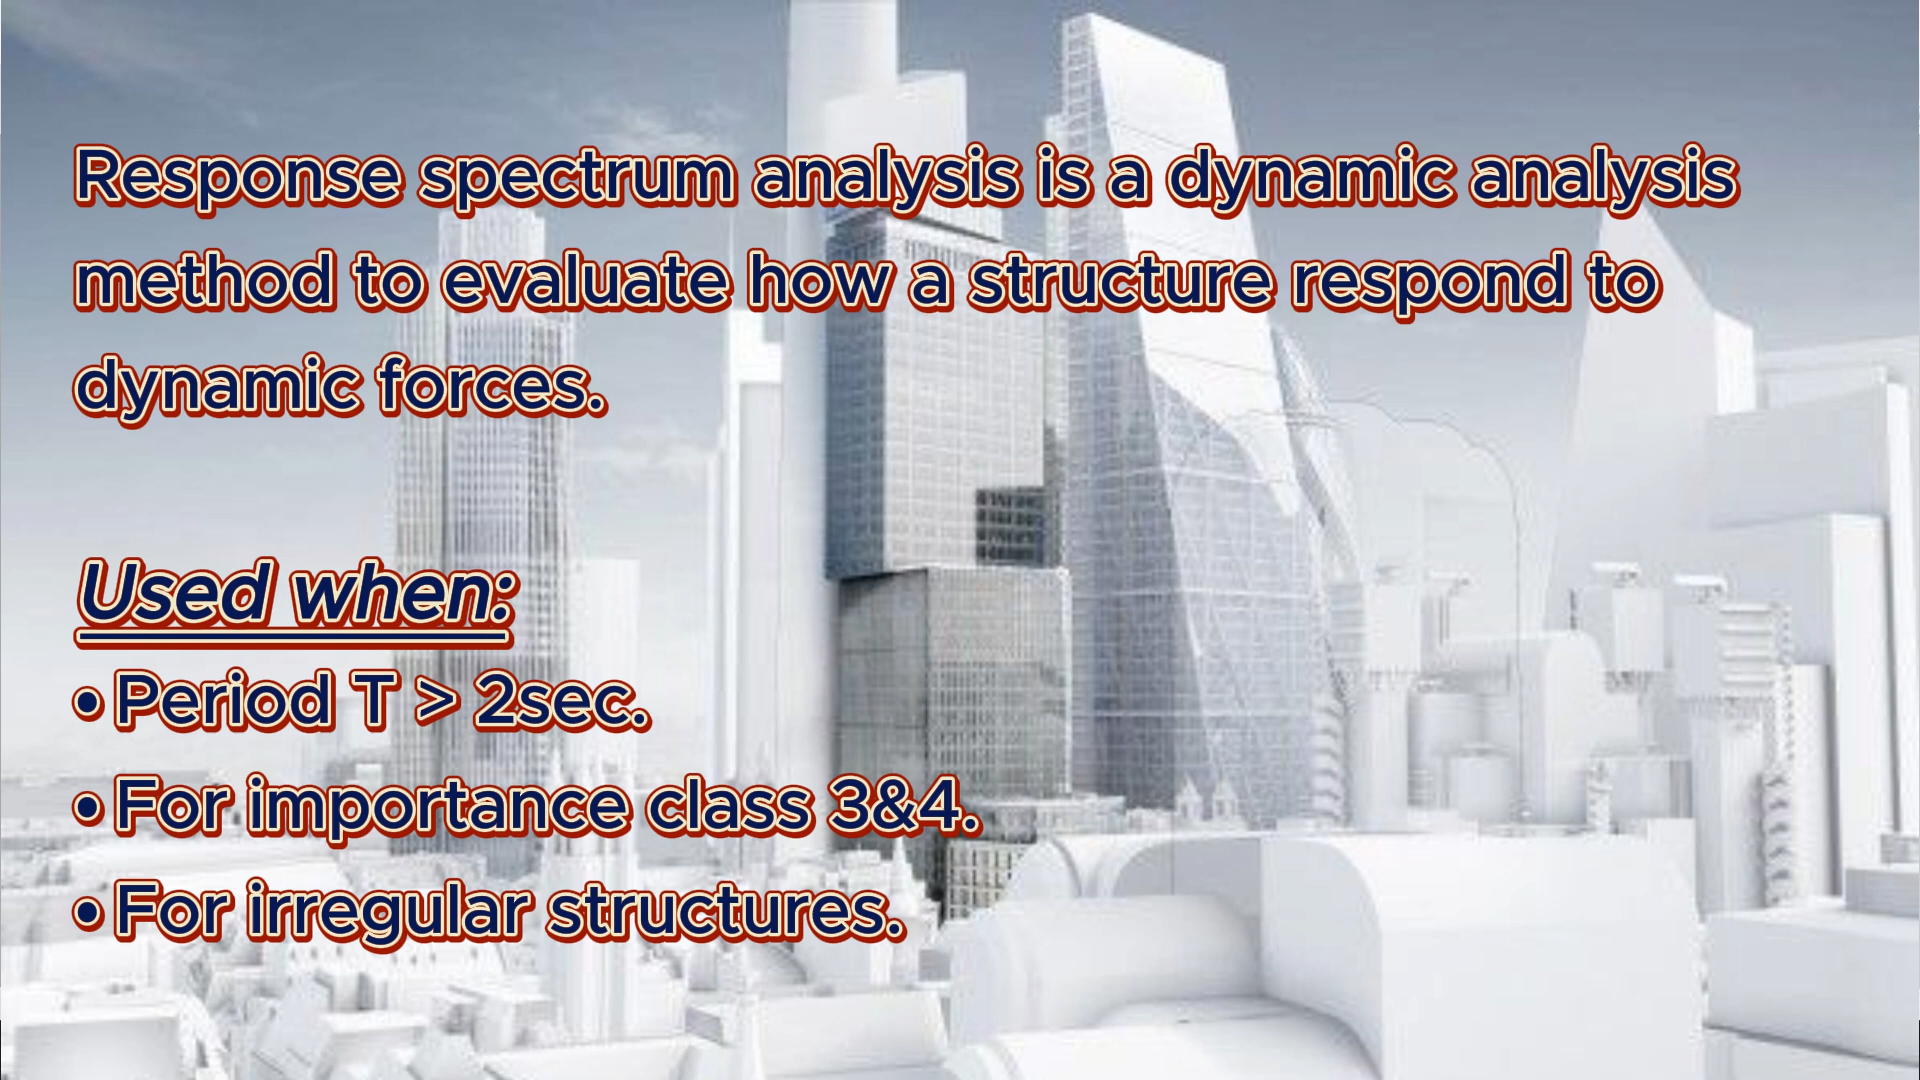 Response spectrum analysis is a dynamic analysis
method to evaluate how a structure respond to
dynamic forces.
Used when:
• Period T > 2sec.
• For importance class 3&4.
• For irregular structures.